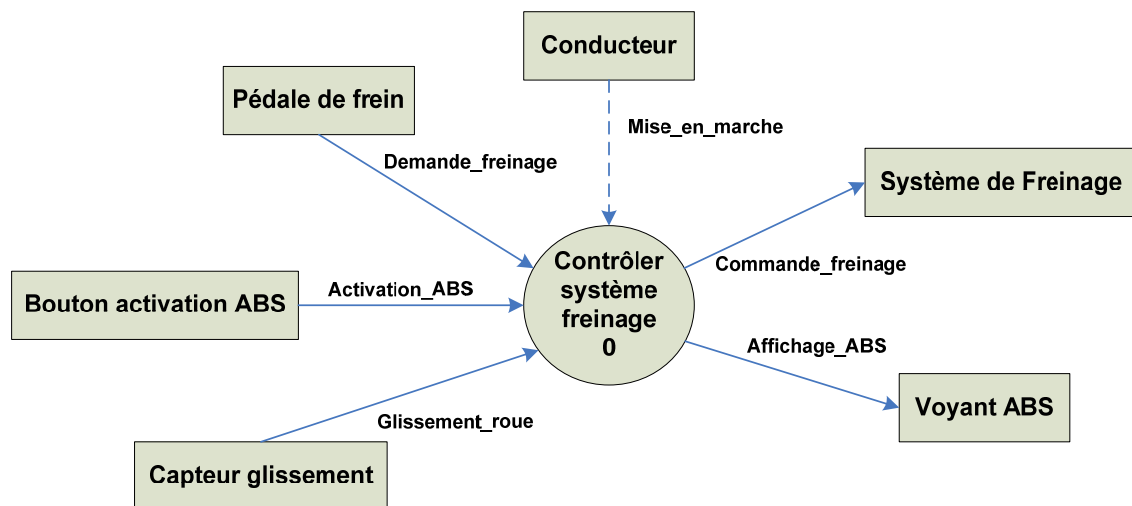 Conducteur
Pédale de frein
Mise_en_marche
Demande_freinage
Système de Freinage
Contrôler
système
freinage
0
Commande_freinage
Bouton activation ABS
Activation_ABS
Affichage_ABS
Voyant ABS
Glissement_roue
Capteur glissement